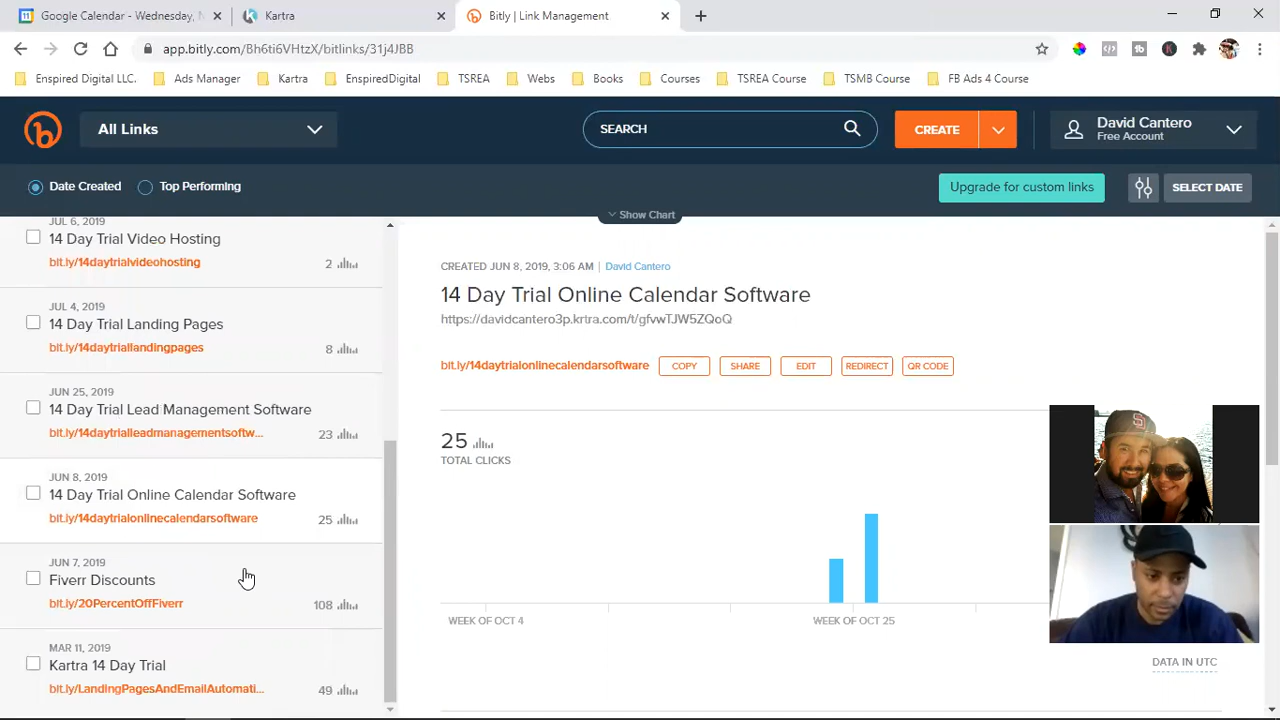 Google Calendar - Wednesday, N
Kartra
Bitly | Link Management
app.bitly.com/Bh6ti6VHtzX/bitlinks/31j4JBB
Enspired Digital LLC.
Ads Manager
Kartra
EnspiredDigital
TSREA
Webs
Books
Courses
TSREA Course
TSMB Course
FB Ads 4 Course
All Links
SEARCH
CREATE
David Cantero
Free Account
Date Created
Top Performing
Upgrade for custom links
SELECT DATE
Show Chart
JUL 6, 2019
14 Day Trial Video Hosting
bit.ly/14daytrialvideohosting
2
JUL 4, 2019
14 Day Trial Landing Pages
bit.ly/14daytriallandingpages
8
JUN 25, 2019
14 Day Trial Lead Management Software
bit.ly/14daytrialleadmanagementsoftw...
23
JUN 8, 2019
14 Day Trial Online Calendar Software
bit.ly/14daytrialonlinecalendarsoftware
25
JUN 7, 2019
Fiverr Discounts
bit.ly/20PercentOffFiverr
108
MAR 11, 2019
Kartra 14 Day Trial
bit.ly/LandingPagesAndEmailAutomati...
49
CREATED JUN 8, 2019, 3:06 AM | David Cantero
14 Day Trial Online Calendar Software
https://davidcantero3p.krtra.com/t/gfvwTJW5ZQoQ
bit.ly/14daytrialonlinecalendarsoftware
COPY
SHARE
EDIT
REDIRECT
QR CODE
25
TOTAL CLICKS
WEEK OF OCT 4
WEEK OF OCT 25
DATA IN UTC